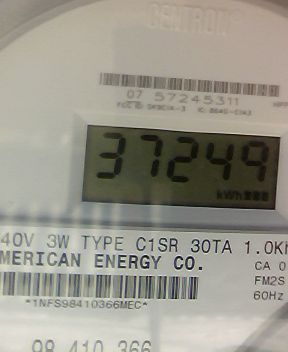 CENTRON®
07 57245311
37249
kWh
40V 3W TYPE C1SR 30TA 1.0Kh
MERICAN ENERGY CO.
CA 0
FM2S
*1NFS98410366MEC*
60Hz
98 410 366